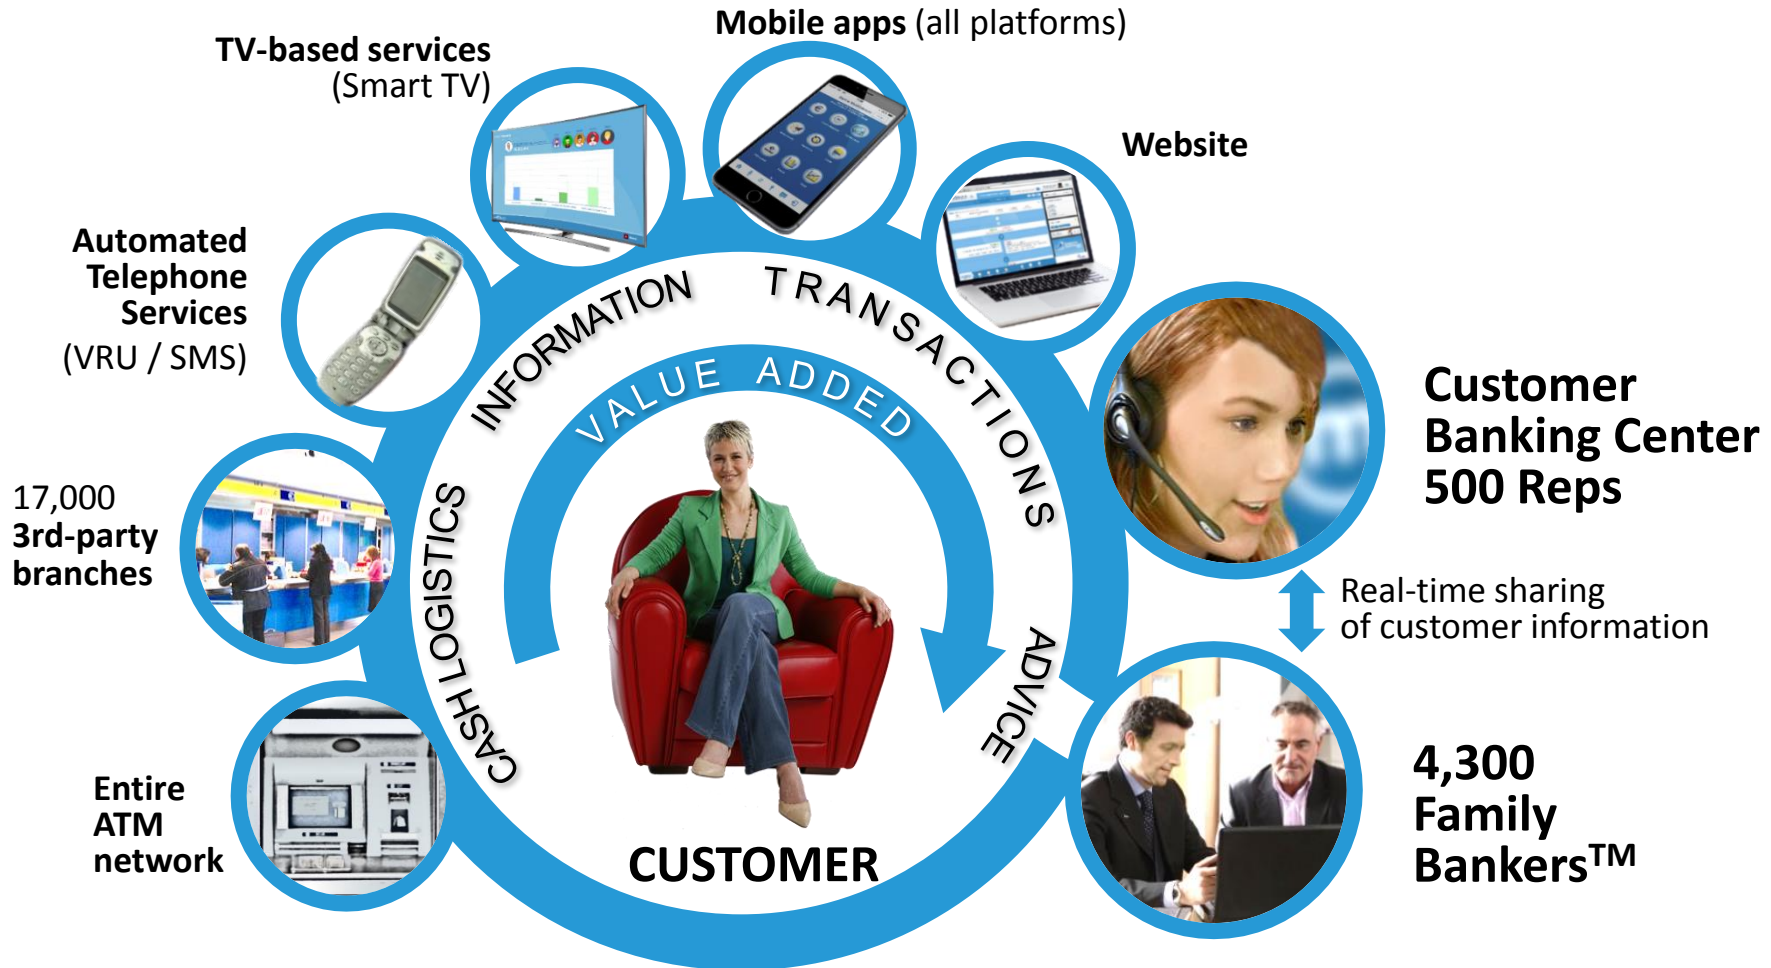 Mobile apps (all platforms)
TV-based services
(Smart TV)
Website
Automated
Telephone
Services
(VRU / SMS)
INFORMATION
TRANSACTIONS
VALUE ADDED
Customer
Banking Center
500 Reps
17,000
3rd-party
branches
CASH LOGISTICS
Real-time sharing
of customer information
ADVICE
Entire
ATM
network
CUSTOMER
4,300
Family
Bankers™